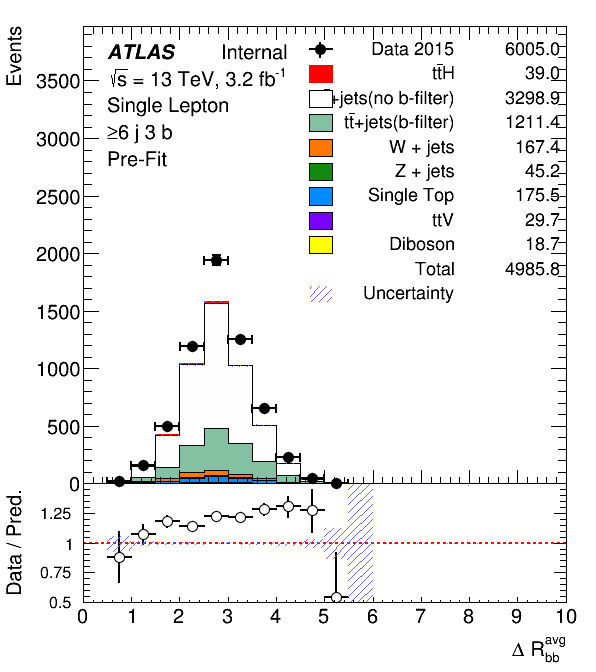 Events
ATLAS Internal
√s = 13 TeV, 3.2 fb⁻¹
Single Lepton
≥6 j 3 b
Pre-Fit
Data 2015 6005.0
tt̄H 39.0
+jets(no b-filter) 3298.9
tt̄+jets(b-filter) 1211.4
W + jets 167.4
Z + jets 45.2
Single Top 175.5
ttV 29.7
Diboson 18.7
Total 4985.8
Uncertainty
3500
3000
2500
2000
1500
1000
500
0
Data / Pred.
1.25
1
0.75
0.5
0 1 2 3 4 5 6 7 8 9 10
Δ R_bb^avg